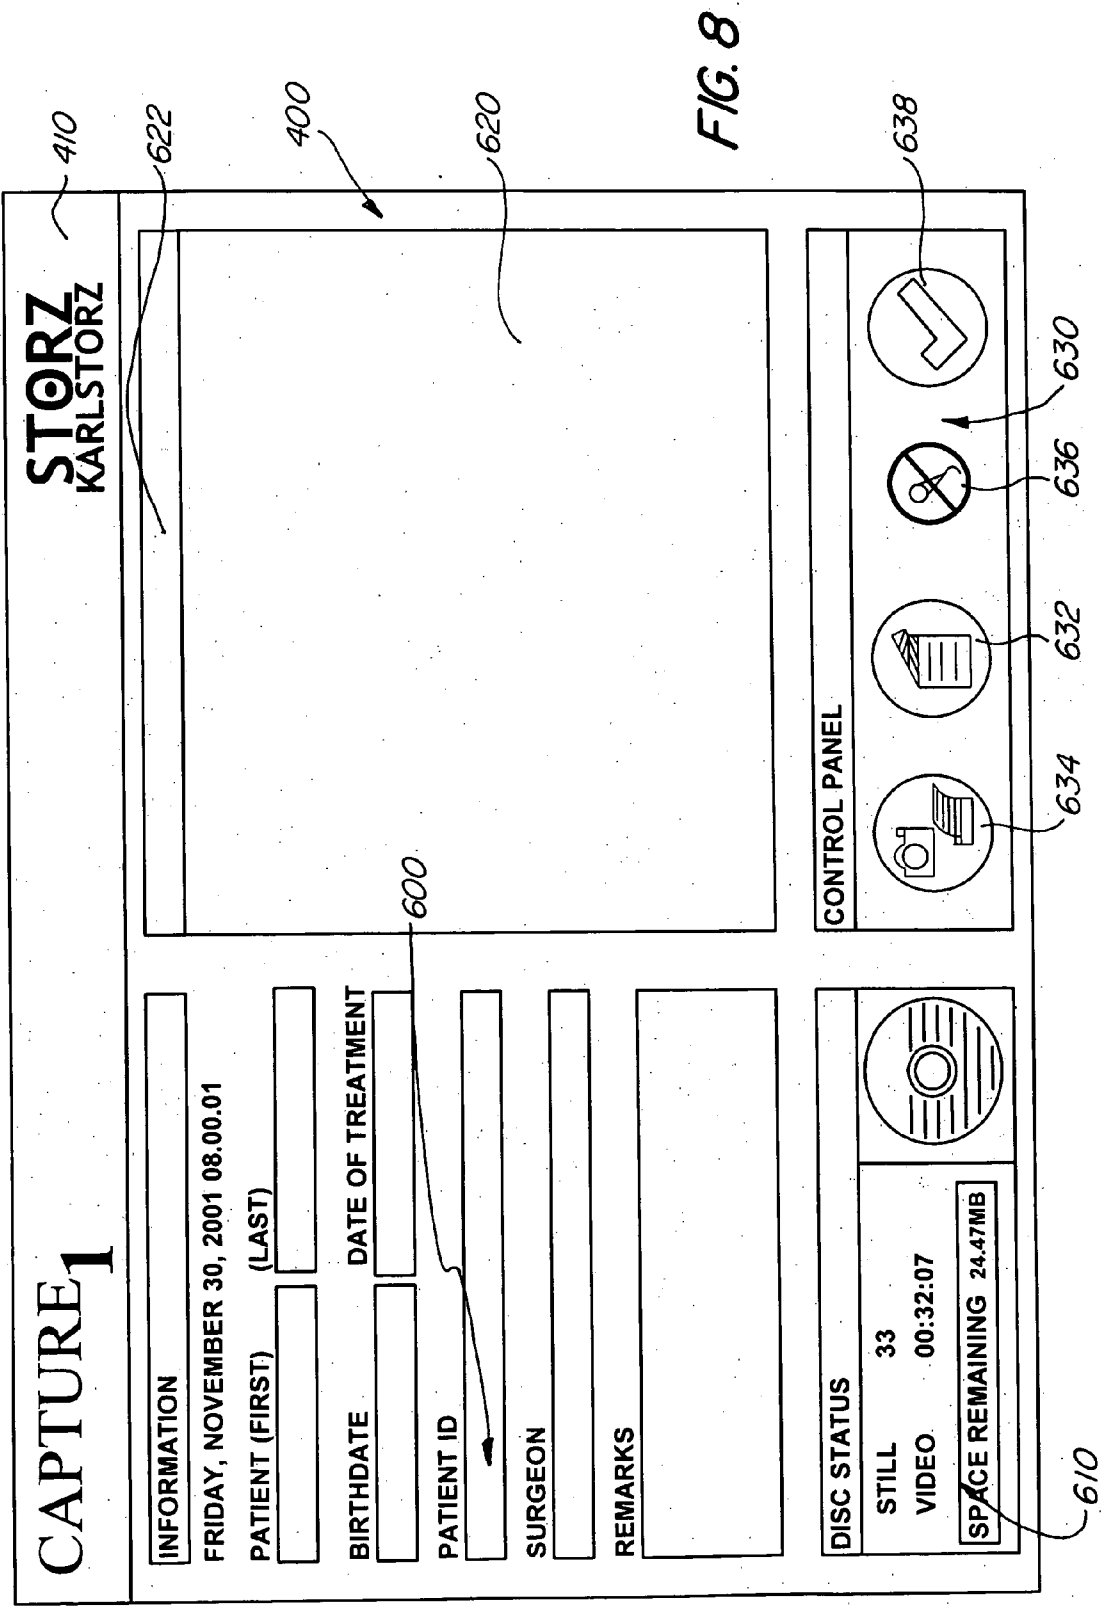 CAPTURE1
STORZ
KARLSTORZ
410
622
INFORMATION
FRIDAY, NOVEMBER 30, 2001 08.00.01
PATIENT (FIRST) (LAST)
BIRTHDATE DATE OF TREATMENT
PATIENT ID
SURGEON
REMARKS
600
400
620
DISC STATUS
STILL 33
VIDEO 00:32:07
SPACE REMAINING 24.47MB
610
CONTROL PANEL
634
632
636
630
638
FIG. 8